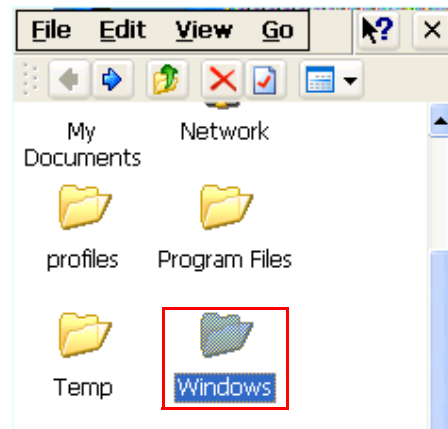 File Edit View Go ?
My Documents
Network
profiles
Program Files
Temp
Windows